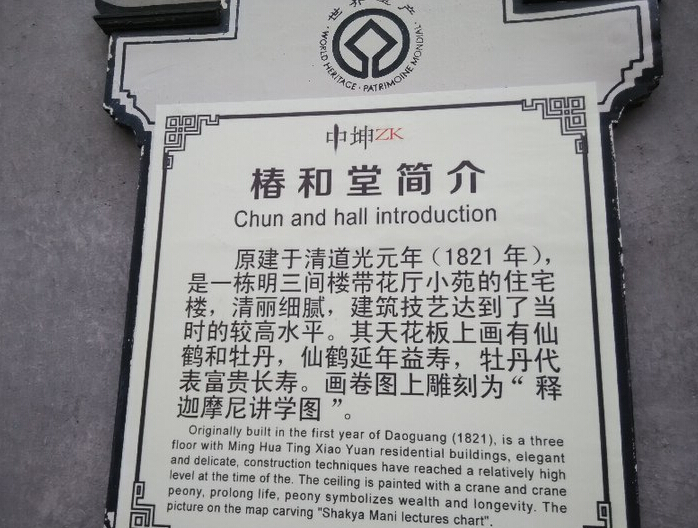 世界遗产
· WORLD HERITAGE · PATRIMOINE MONDIAL
中坤ZK
椿和堂简介
Chun and hall introduction
原建于清道光元年（1821 年），
是一栋明三间楼带花厅小苑的住宅
楼，清丽细腻，建筑技艺达到了当
时的较高水平。其天花板上画有仙
鹤和牡丹，仙鹤延年益寿，牡丹代
表富贵长寿。画卷图上雕刻为“ 释
迦摩尼讲学图 ”。
Originally built in the first year of Daoguang (1821), is a three
floor with Ming Hua Ting Xiao Yuan residential buildings, elegant
and delicate, construction techniques have reached a relatively high
level at the time of the. The ceiling is painted with a crane and crane
peony, prolong life, peony symbolizes wealth and longevity. The
picture on the map carving "Shakya Mani lectures chart".